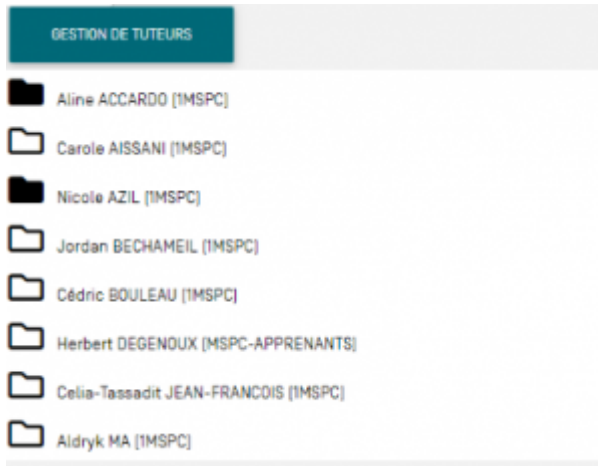 GESTION DE TUTEURS
Aline ACCARDO [1MSPC]
Carole AISSANI [1MSPC]
Nicole AZIL [1MSPC]
Jordan BECHAMEIL [1MSPC]
Cédric BOULEAU [1MSPC]
Herbert DEGENOUX [MSPC-APPRENANTS]
Celia-Tassadit JEAN-FRANCOIS [1MSPC]
Aldryk MA [1MSPC]